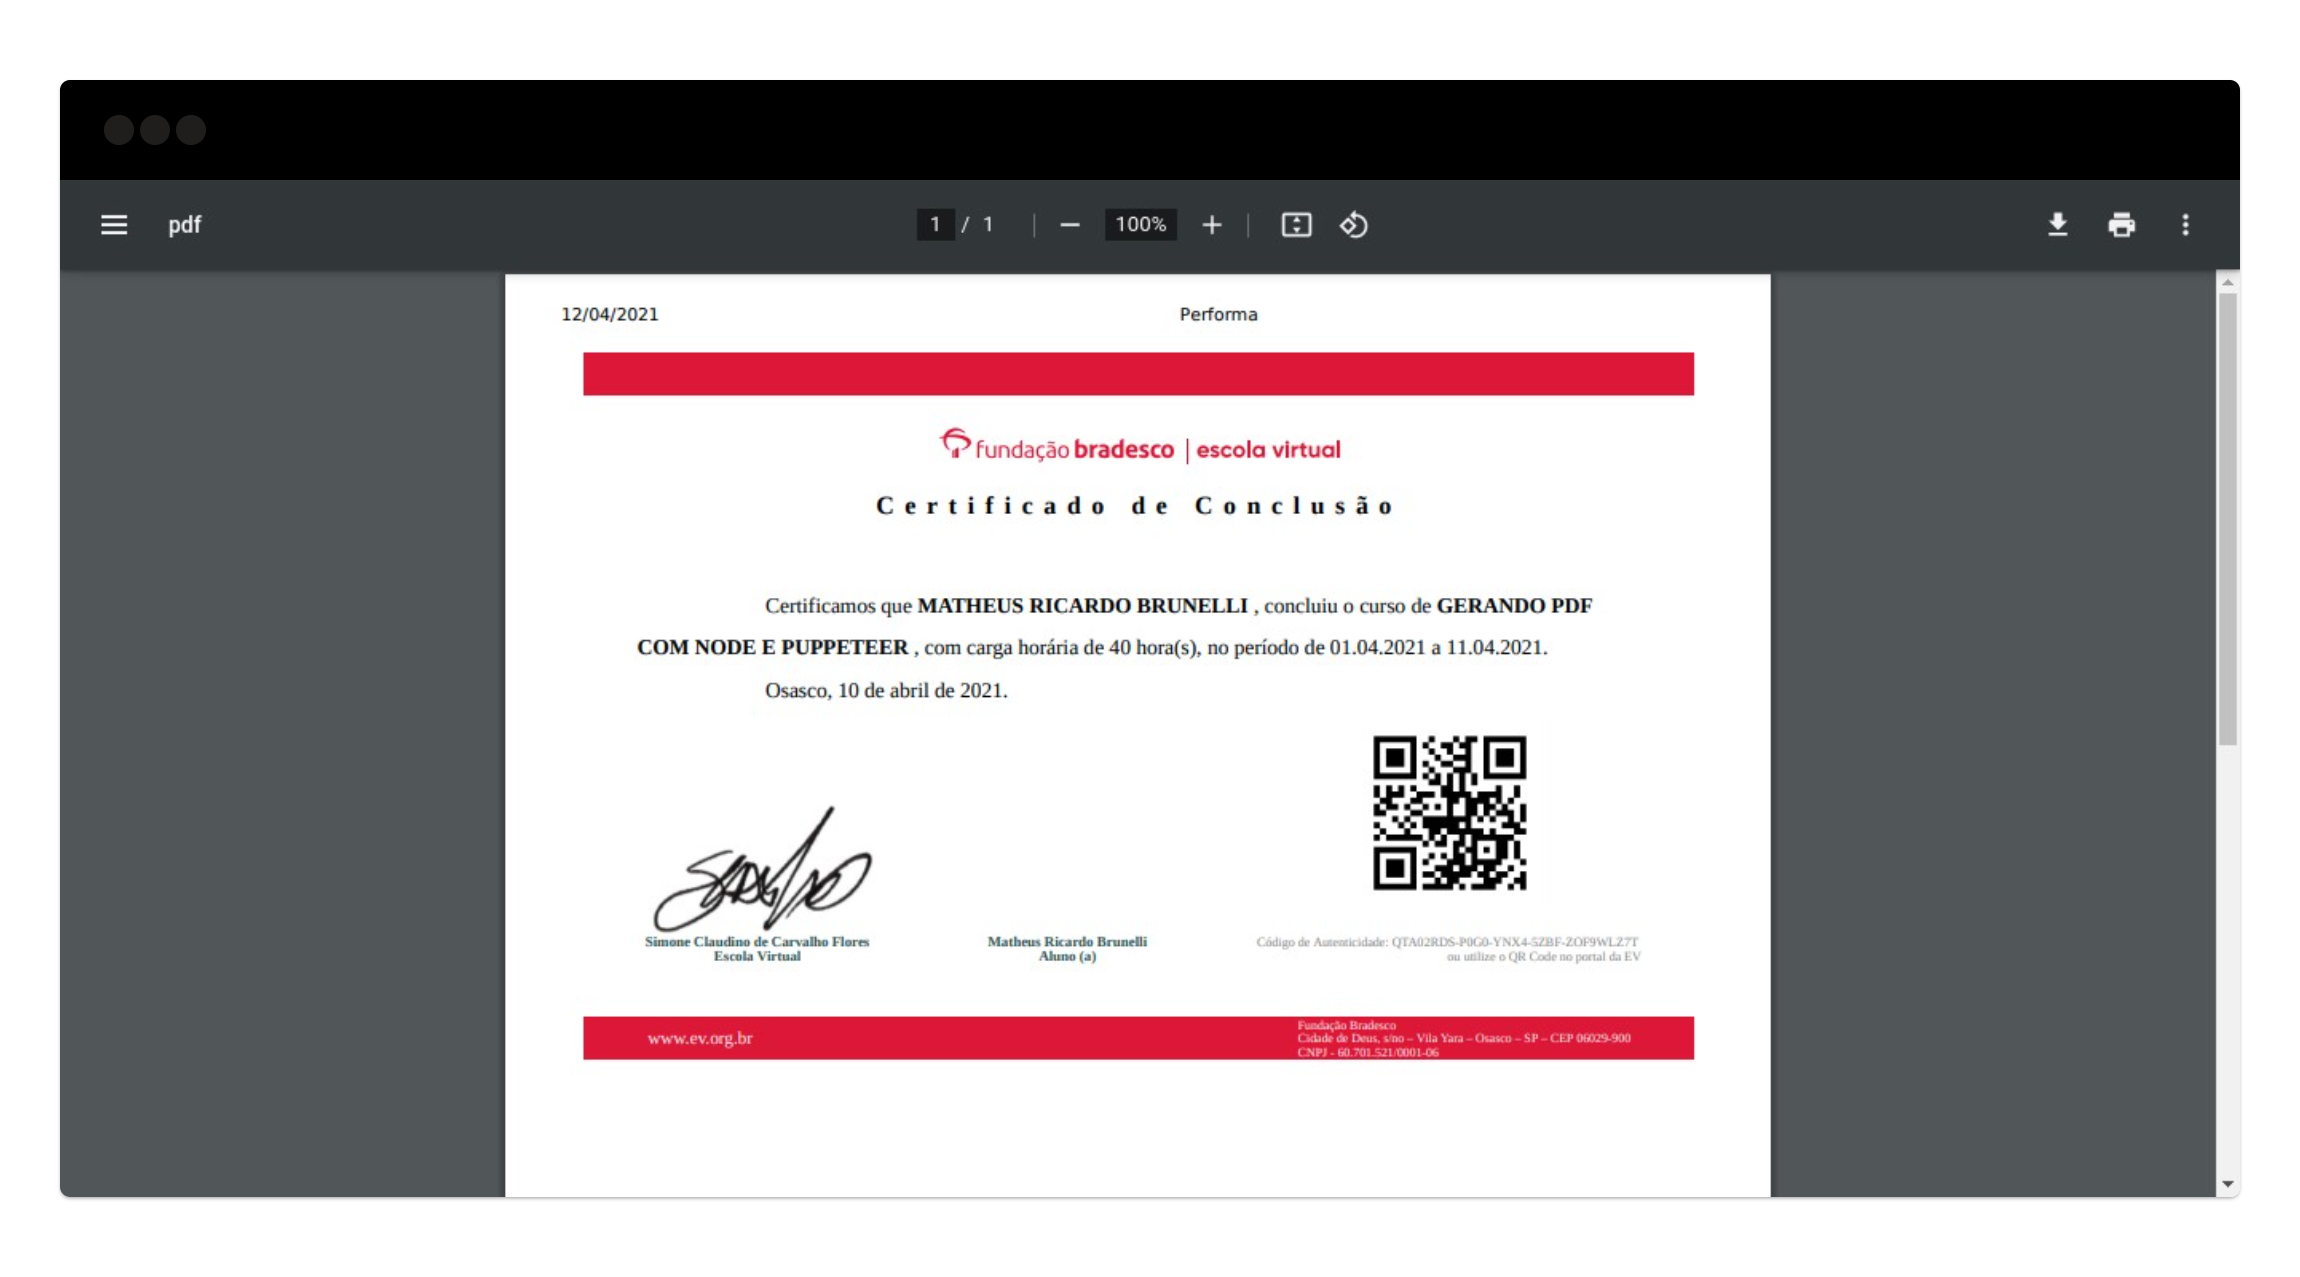 pdf
1 / 1
100%
12/04/2021 Performa
fundação bradesco | escola virtual
Certificado de Conclusão
Certificamos que MATHEUS RICARDO BRUNELLI , concluiu o curso de GERANDO PDF
COM NODE E PUPPETEER , com carga horária de 40 hora(s), no período de 01.04.2021 a 11.04.2021.
Osasco, 10 de abril de 2021.
Simone Claudino de Carvalho Flores
Escola Virtual
Matheus Ricardo Brunelli
Aluno (a)
Código de Autenticidade: QTA02RDS-P0G0-YNX4-5ZBF-ZOF9WLZ7T
ou utilize o QR Code no portal da EV
www.ev.org.br
Fundação Bradesco
Cidade de Deus, s/no – Vila Yara – Osasco – SP – CEP 06029-900
CNPJ - 60.701.521/0001-06